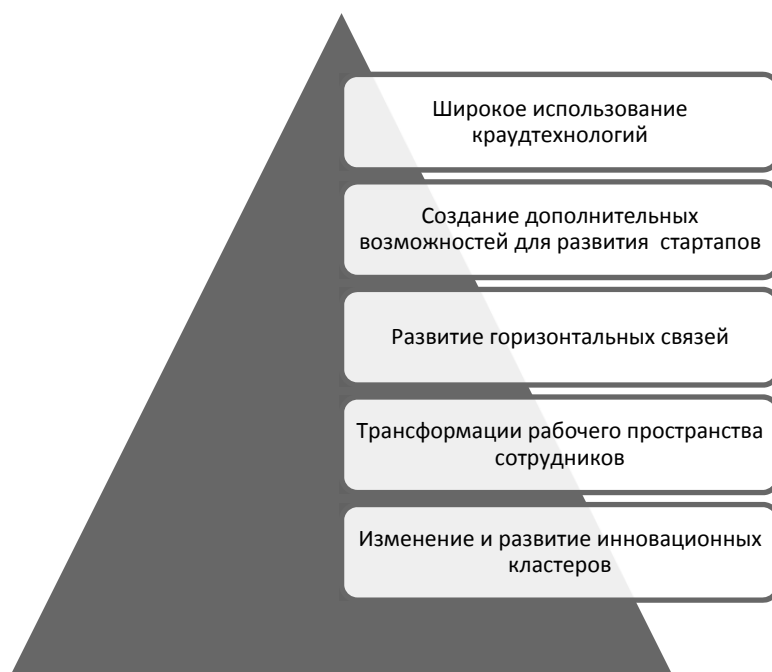 Широкое использование
краудтехнологий
Создание дополнительных
возможностей для развития  стартапов
Развитие горизонтальных связей
Трансформации рабочего пространства
сотрудников
Изменение и развитие инновационных
кластеров